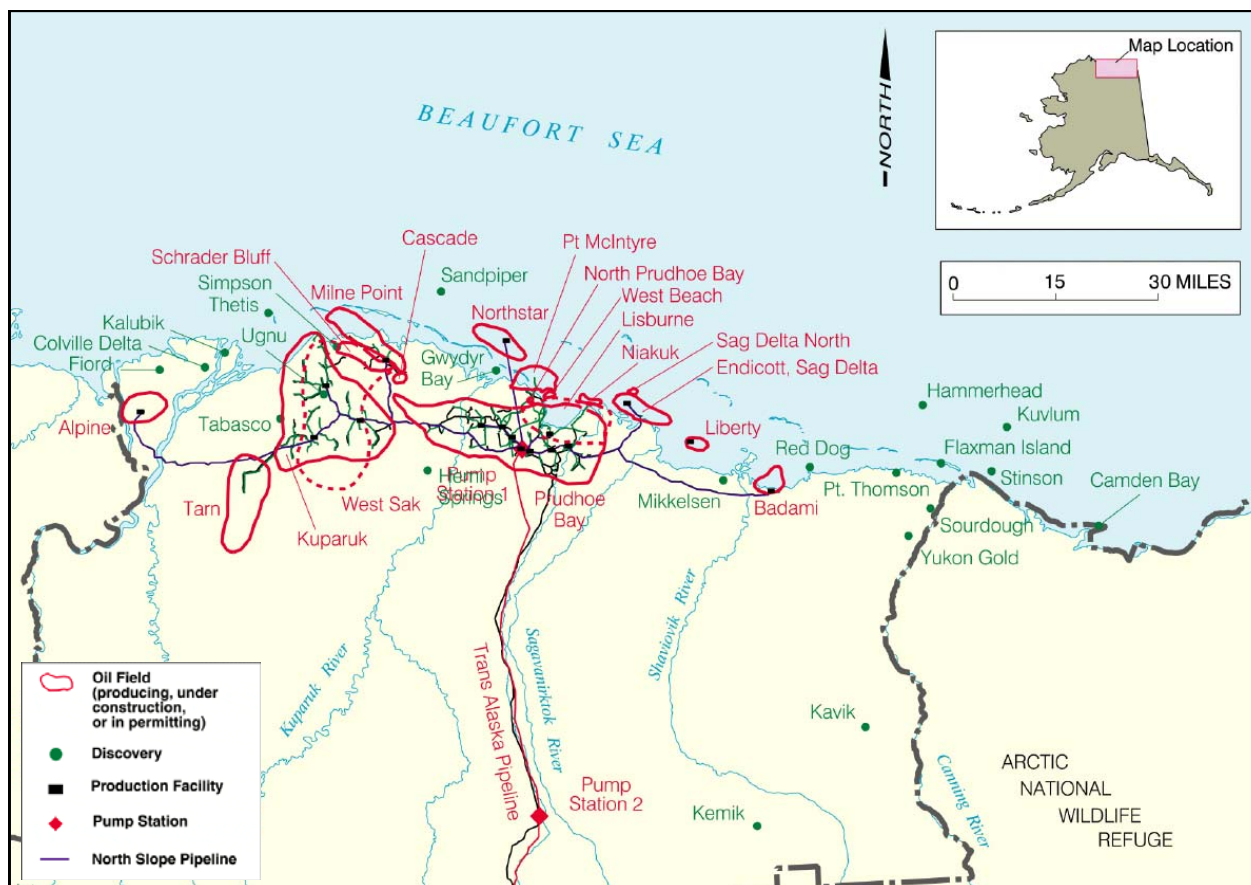 BEAUFORT SEA
NORTH
Map Location
0 15 30 MILES
Cascade
Pt McIntyre
Schrader Bluff
Sandpiper
North Prudhoe Bay
Simpson
Thetis
Milne Point
West Beach
Northstar
Lisburne
Kalubik
Ugnu
Colville Delta
Fiord
Gwydyr
Bay
Niakuk
Sag Delta North
Endicott, Sag Delta
Hammerhead
Kuvlum
Alpine
Tabasco
Liberty
Red Dog
Flaxman Island
Stinson
Pump
Station 1
Hemi
Springs
Prudhoe
Bay
Mikkelsen
Badami
Pt. Thomson
Camden Bay
Tarn
West Sak
Kuparuk
Sourdough
Yukon Gold
Kuparuk River
Trans Alaska Pipeline
Sagavanirktok River
Shaviovik River
Kavik
Canning River
ARCTIC
NATIONAL
WILDLIFE
REFUGE
Pump
Station 2
Kemik
Oil Field
(producing, under
construction,
or in permitting)
Discovery
Production Facility
Pump Station
North Slope Pipeline